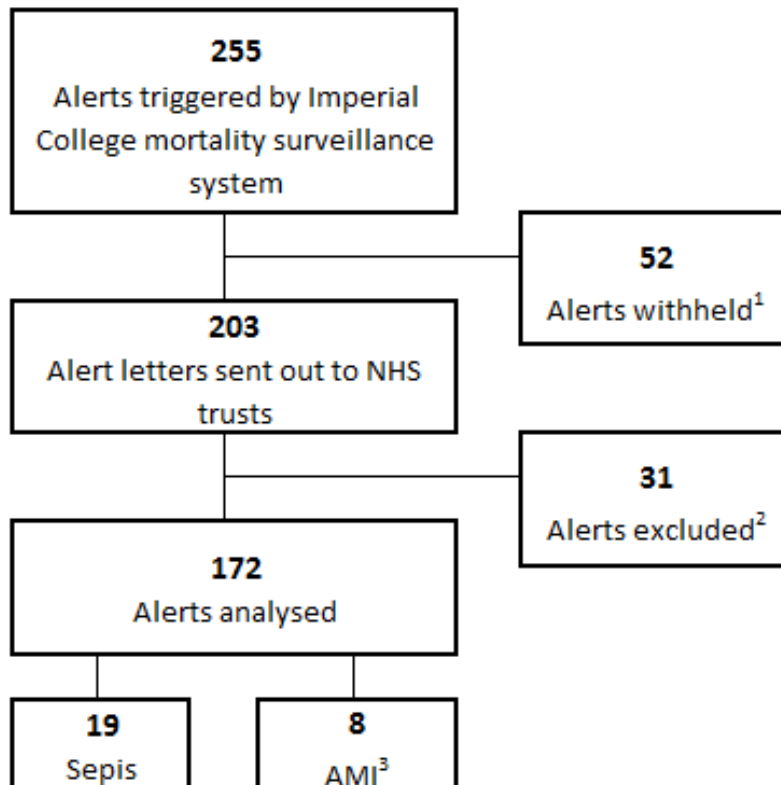 255
Alerts triggered by Imperial
College mortality surveillance
system
52
Alerts withheld¹
203
Alert letters sent out to NHS
trusts
31
Alerts excluded²
172
Alerts analysed
19
Sepis
8
AMI³